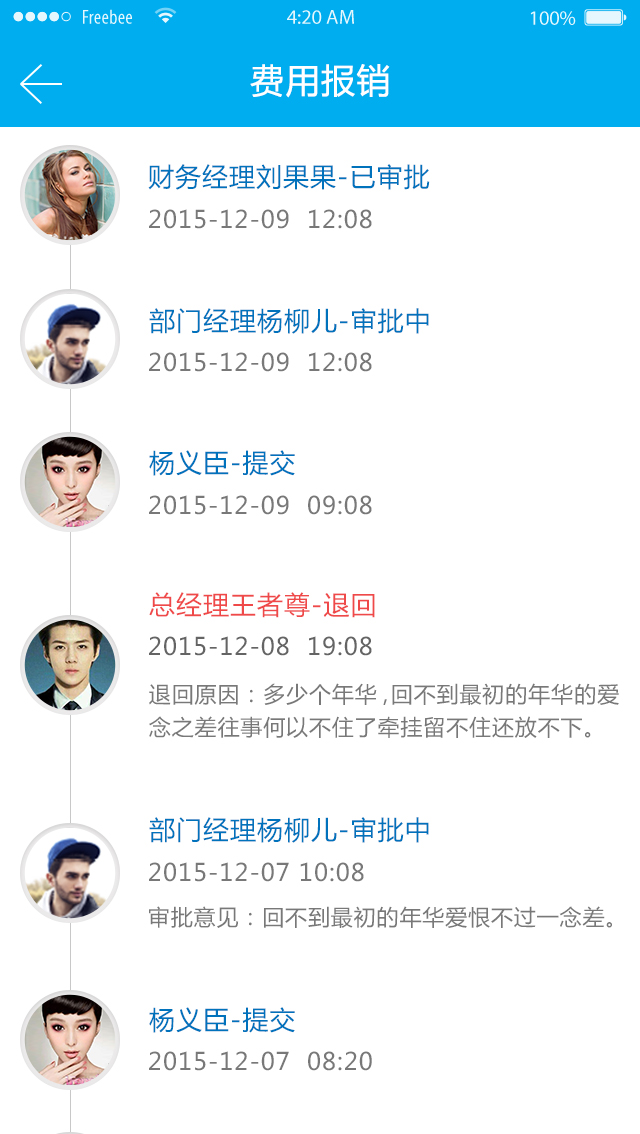 Freebee 4:20 AM 100%
费用报销
财务经理刘果果-已审批
2015-12-09 12:08
部门经理杨柳儿-审批中
2015-12-09 12:08
杨义臣-提交
2015-12-09 09:08
总经理王者尊-退回
2015-12-08 19:08
退回原因：多少个年华,回不到最初的年华的爱
念之差往事何以不住了牵挂留不住还放不下。
部门经理杨柳儿-审批中
2015-12-07 10:08
审批意见：回不到最初的年华爱恨不过一念差。
杨义臣-提交
2015-12-07 08:20